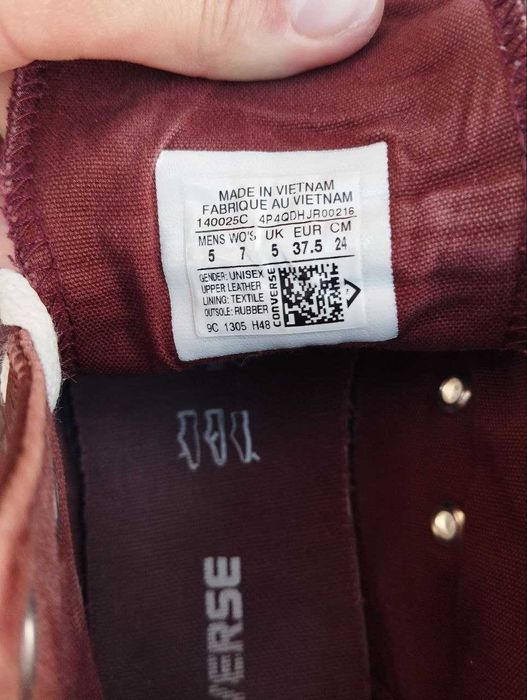 MADE IN VIETNAM
FABRIQUE AU VIETNAM
140025C 4P4QDHJR00216
MENS WO'S UK EUR CM
5 7 5 37.5 24
GENDER: UNISEX
UPPER LEATHER
LINING: TEXTILE
OUTSOLE: RUBBER
CONVERSE
9C 1305 H48
VERSE